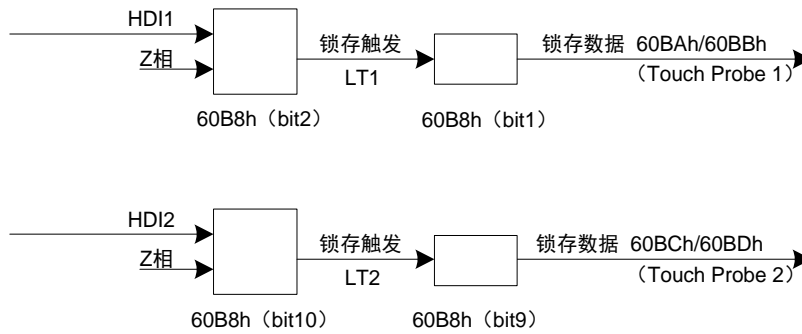 HDI1
Z相
锁存触发
LT1
锁存数据 60BAh/60BBh
（Touch Probe 1）
60B8h（bit2）
60B8h（bit1）
HDI2
Z相
锁存触发
LT2
锁存数据 60BCh/60BDh
（Touch Probe 2）
60B8h（bit10）
60B8h（bit9）